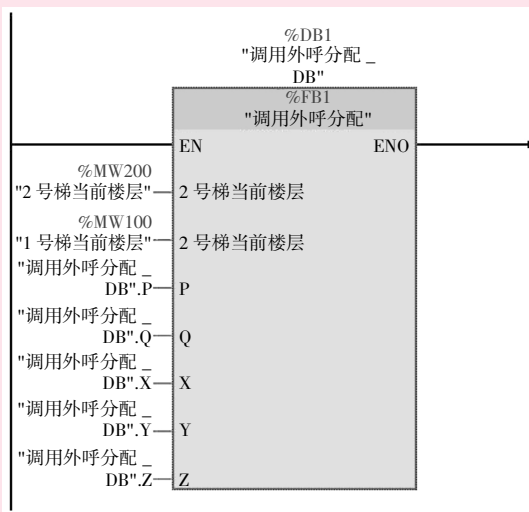 %DB1
"调用外呼分配 _
DB"
%FB1
"调用外呼分配"
EN ENO
%MW200
"2 号梯当前楼层" 2 号梯当前楼层
%MW100
"1 号梯当前楼层" 2 号梯当前楼层
"调用外呼分配 _
DB".P P
"调用外呼分配 _
DB".Q Q
"调用外呼分配 _
DB".X X
"调用外呼分配 _
DB".Y Y
"调用外呼分配 _
DB".Z Z